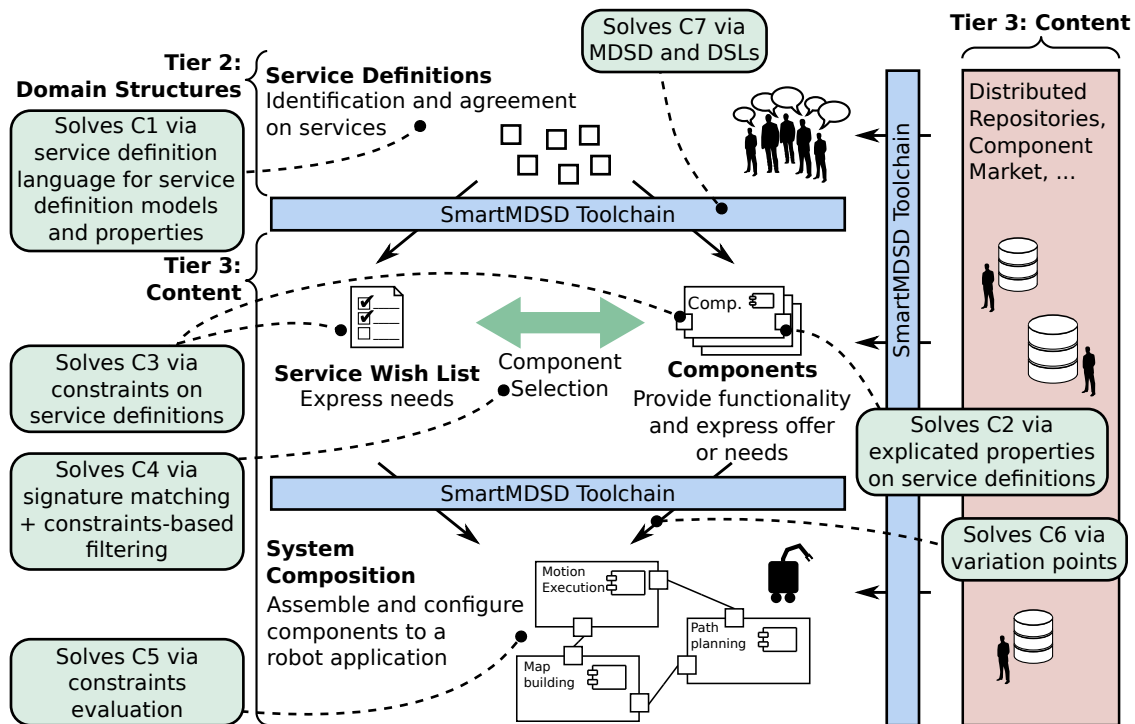 Tier 2:
Domain Structures
Service Definitions
Identification and agreement
on services
Solves C7 via
MDSD and DSLs
Tier 3: Content
Distributed
Repositories,
Component
Market, ...
Solves C1 via
service definition
language for service
definition models
and properties
SmartMDSD Toolchain
SmartMDSD Toolchain
Tier 3:
Content
Comp.
Service Wish List
Express needs
Component
Selection
Components
Provide functionality
and express offer
or needs
Solves C3 via
constraints on
service definitions
Solves C2 via
explicated properties
on service definitions
Solves C4 via
signature matching
+ constraints-based
filtering
SmartMDSD Toolchain
Solves C6 via
variation points
System
Composition
Assemble and configure
components to a
robot application
Motion
Execution
Path
planning
Map
building
Solves C5 via
constraints
evaluation